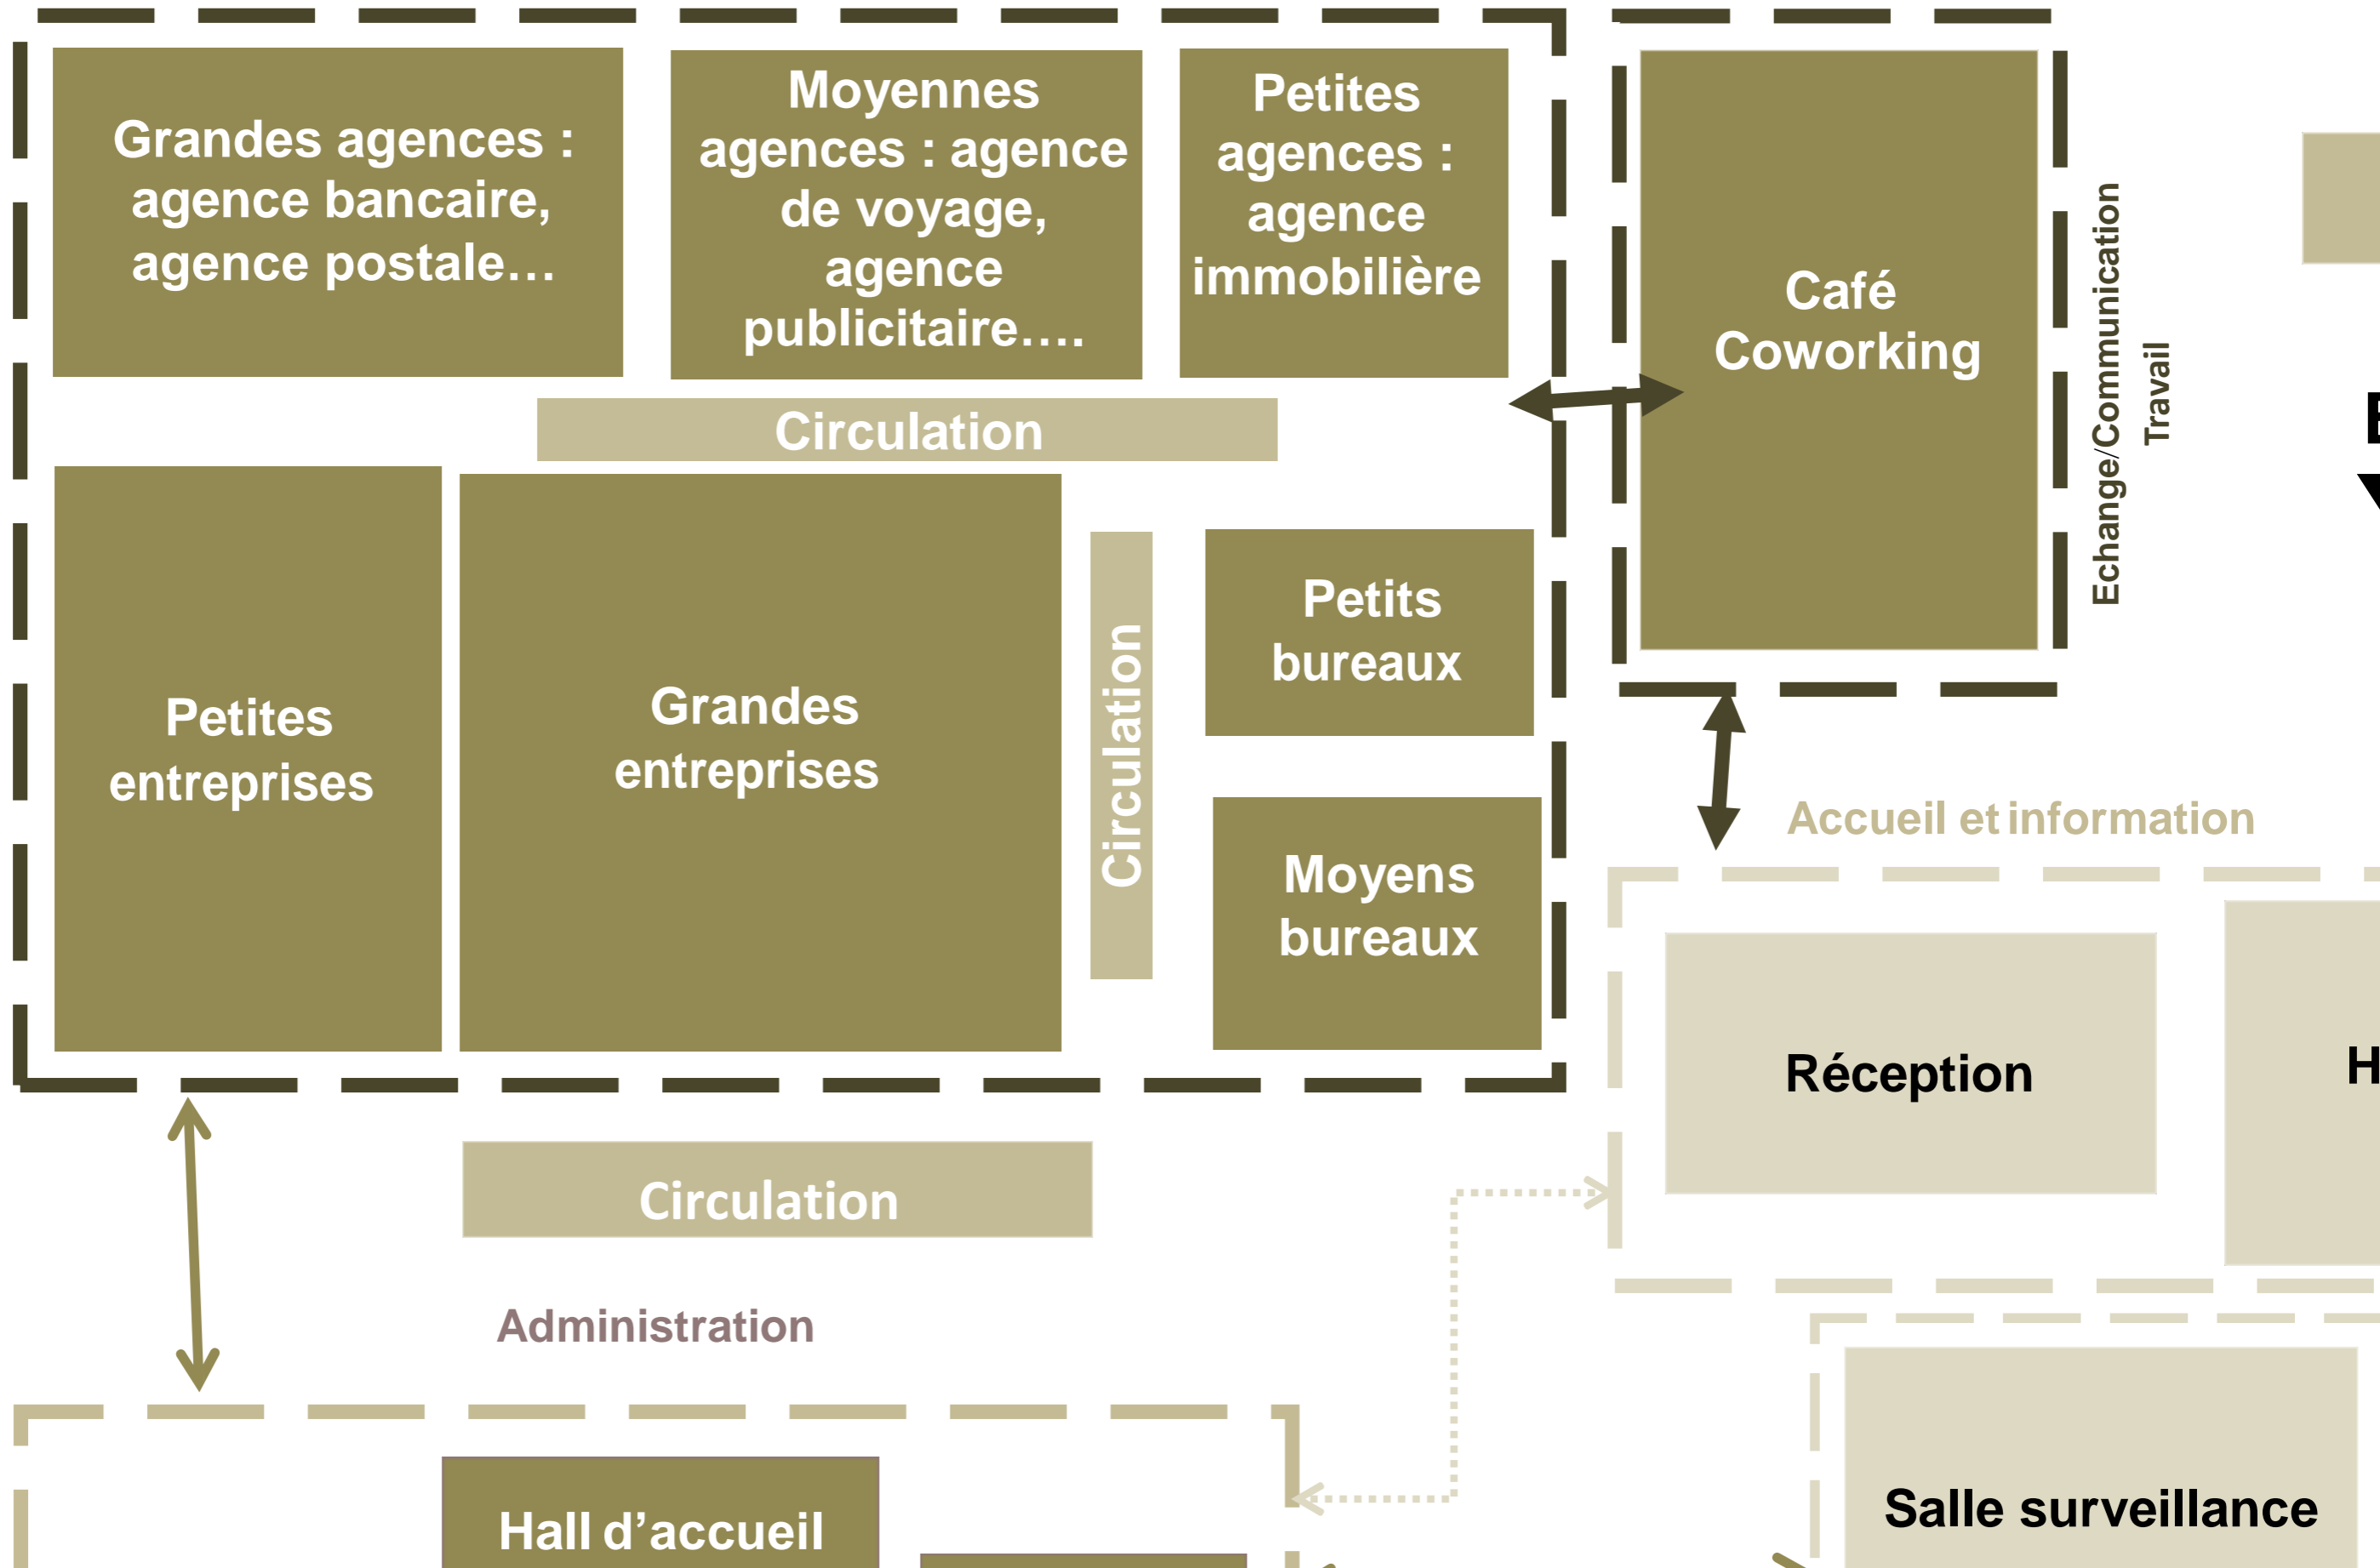 Grandes agences :
agence bancaire,
agence postale…
Moyennes
agences : agence
de voyage,
agence
publicitaire….
Petites
agences :
agence
immobilière
Café
Coworking
Echange/Communication
Travail
Circulation
Petites
entreprises
Grandes
entreprises
Circulation
Petits
bureaux
Moyens
bureaux
Accueil et information
Réception
Circulation
Administration
Hall d’accueil
Salle surveillance